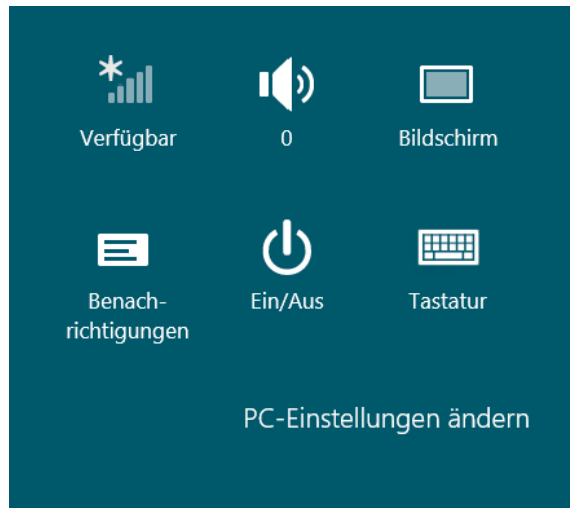 Verfügbar
0
Bildschirm
Benach-
richtigungen
Ein/Aus
Tastatur
PC-Einstellungen ändern